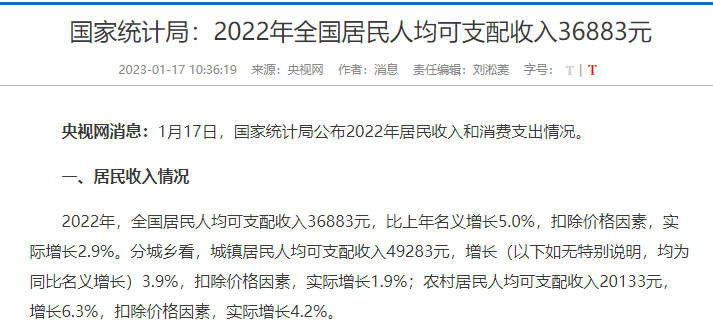 国家统计局：2022年全国居民人均可支配收入36883元
2023-01-17 10:36:19 来源：央视网 作者：消息 责任编辑：刘淞菱 字号： T | T
央视网消息：1月17日，国家统计局公布2022年居民收入和消费支出情况。
一、居民收入情况
2022年，全国居民人均可支配收入36883元，比上年名义增长5.0%，扣除价格因素，实
际增长2.9%。分城乡看，城镇居民人均可支配收入49283元，增长（以下如无特别说明，均为
同比名义增长）3.9%，扣除价格因素，实际增长1.9%；农村居民人均可支配收入20133元，
增长6.3%，扣除价格因素，实际增长4.2%。